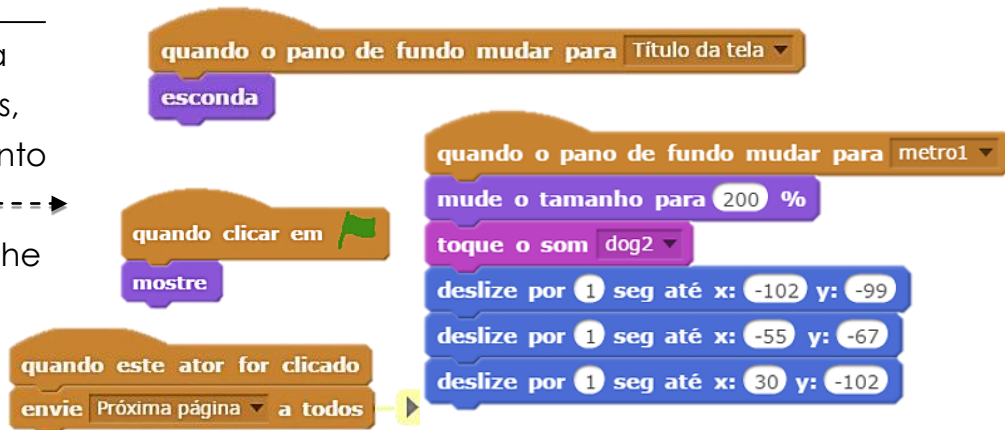 a
s,
nto
he
quando o pano de fundo mudar para Título da tela
esconda
quando clicar em
mostre
quando este ator for clicado
envie Próxima página a todos
quando o pano de fundo mudar para metro1
mude o tamanho para 200 %
toque o som dog2
deslize por 1 seg até x: -102 y: -99
deslize por 1 seg até x: -55 y: -67
deslize por 1 seg até x: 30 y: -102